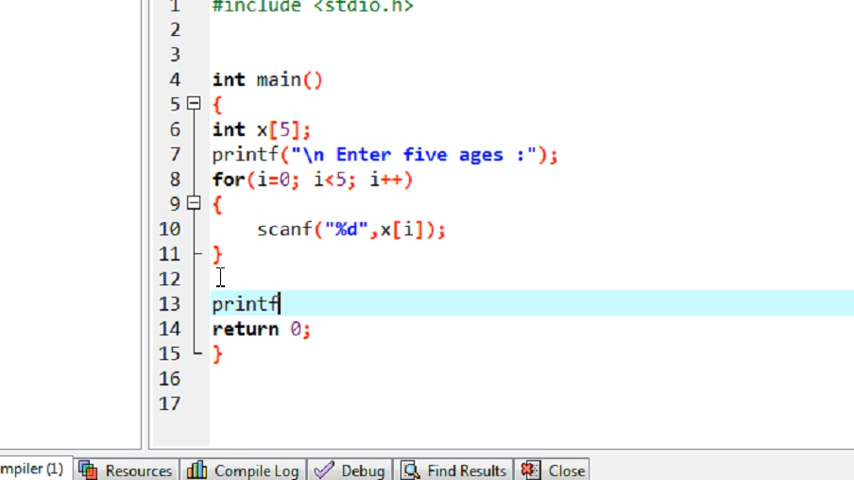 1 #include <stdio.h>
2
3
4 int main()
5 {
6 int x[5];
7 printf("\n Enter five ages :");
8 for(i=0; i<5; i++)
9 {
10 scanf("%d",x[i]);
11 }
12
13 printf
14 return 0;
15 }
16
17
mpiler (1) Resources Compile Log Debug Find Results Close